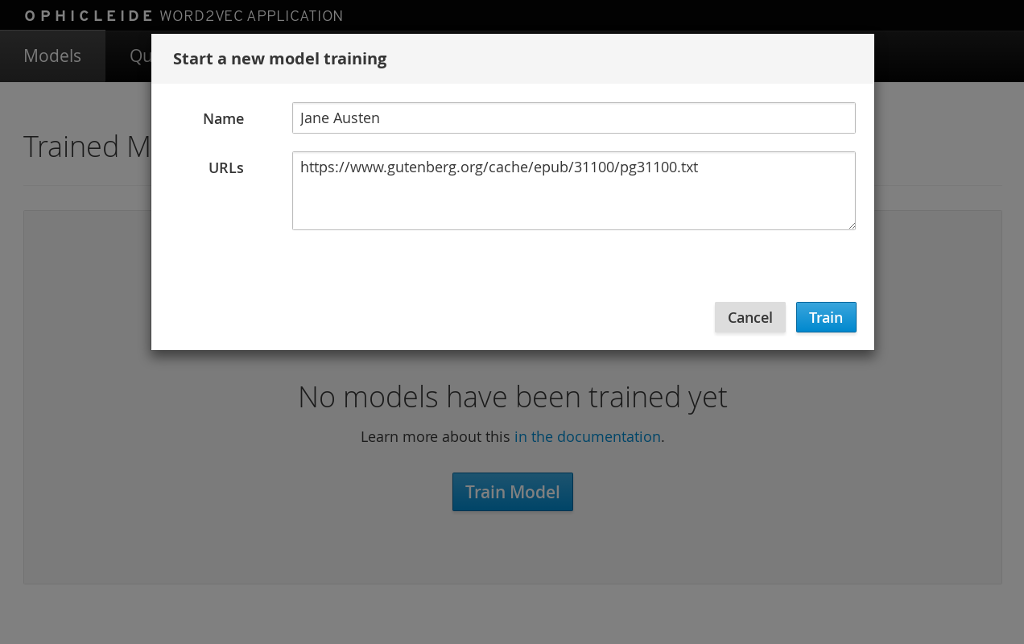 OPHICLEIDE WORD2VEC APPLICATION
Models Qu
Start a new model training
Name Jane Austen
Trained M
URLs https://www.gutenberg.org/cache/epub/31100/pg31100.txt
Cancel Train
No models have been trained yet
Learn more about this in the documentation.
Train Model